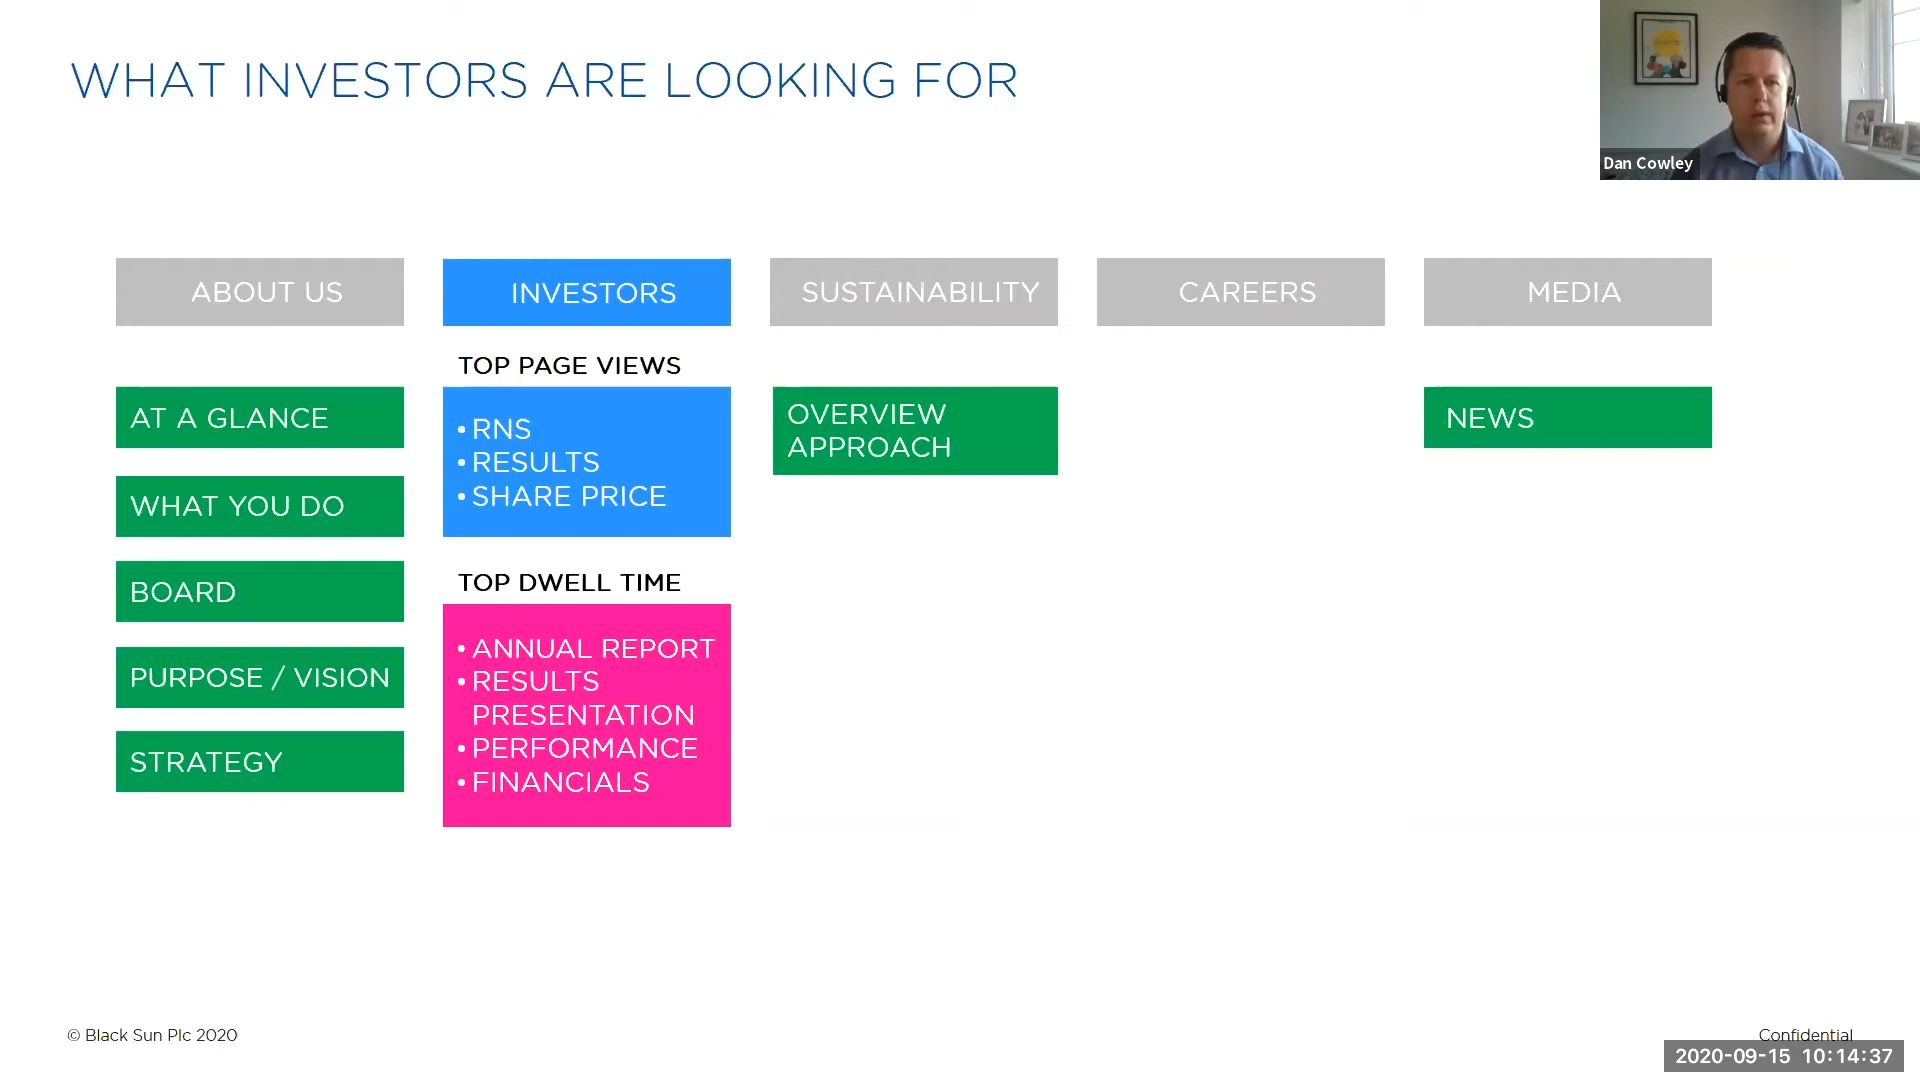 WHAT INVESTORS ARE LOOKING FOR
Dan Cowley
ABOUT US
INVESTORS
SUSTAINABILITY
CAREERS
MEDIA
TOP PAGE VIEWS
AT A GLANCE
WHAT YOU DO
BOARD
PURPOSE / VISION
STRATEGY
• RNS
• RESULTS
• SHARE PRICE
TOP DWELL TIME
• ANNUAL REPORT
• RESULTS
PRESENTATION
• PERFORMANCE
• FINANCIALS
OVERVIEW
APPROACH
NEWS
© Black Sun Plc 2020
Confidential
2020-09-15 10:14:37